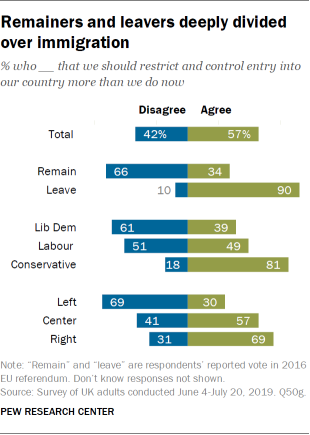 Remainers and leavers deeply divided
over immigration
% who __ that we should restrict and control entry into
our country more than we do now
Disagree Agree
Total 42% 57%
Remain 66 34
Leave 10 90
Lib Dem 61 39
Labour 51 49
Conservative 18 81
Left 69 30
Center 41 57
Right 31 69
Note: “Remain” and “leave” are respondents’ reported vote in 2016
EU referendum. Don’t know responses not shown.
Source: Survey of UK adults conducted June 4-July 20, 2019. Q50g.
PEW RESEARCH CENTER